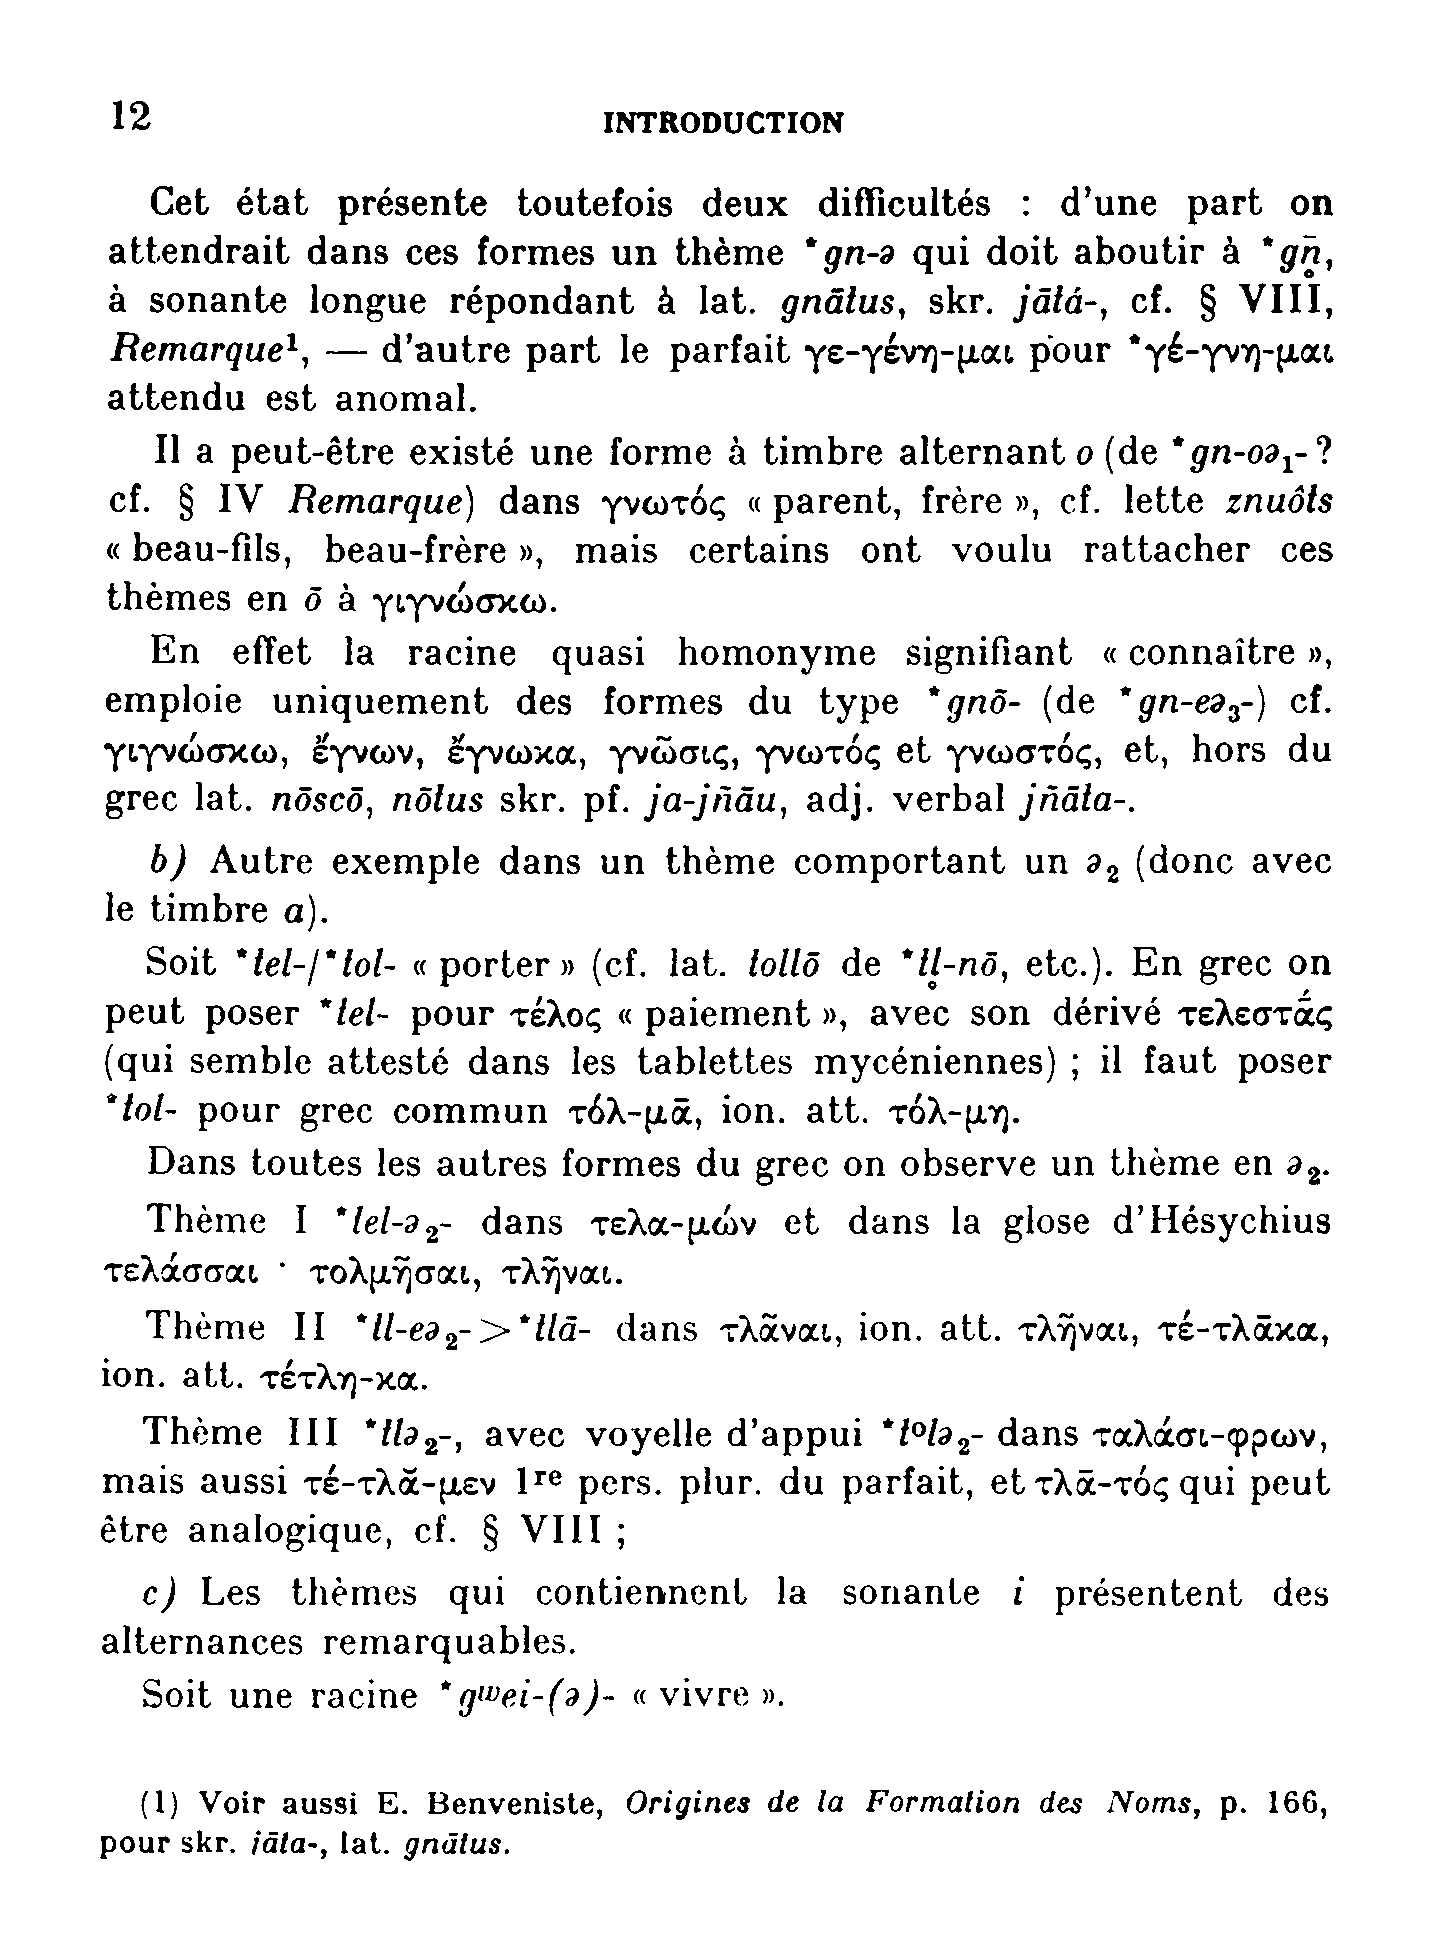 12
INTRODUCTION
Cet état présente toutefois deux difficultés : d'une part on
attendrait dans ces formes un thème *gn-ə qui doit aboutir à *gn̥̄,
à sonante longue répondant à lat. gnātus, skr. jātá-, cf. § VIII,
Remarque¹, — d'autre part le parfait γε-γένη-μαι pour *γέ-γνη-μαι
attendu est anomal.
Il a peut-être existé une forme à timbre alternant o (de *gn-oə₁- ?
cf. § IV Remarque) dans γνωτός « parent, frère », cf. lette znuôts
« beau-fils, beau-frère », mais certains ont voulu rattacher ces
thèmes en ō à γιγνώσκω.
En effet la racine quasi homonyme signifiant « connaître »,
emploie uniquement des formes du type *gnō- (de *gn-eə₃-) cf.
γιγνώσκω, ἔγνων, ἔγνωκα, γνῶσις, γνωτός et γνωστός, et, hors du
grec lat. nōscō, nōtus skr. pf. ja-jñāu, adj. verbal jñāta-.
b) Autre exemple dans un thème comportant un ə₂ (donc avec
le timbre a).
Soit *tel-/*tol- « porter » (cf. lat. tollō de *tl̥-nō, etc.). En grec on
peut poser *tel- pour τέλος « paiement », avec son dérivé τελεστᾱ́ς
(qui semble attesté dans les tablettes mycéniennes) ; il faut poser
*tol- pour grec commun τόλ-μᾱ, ion. att. τόλ-μη.
Dans toutes les autres formes du grec on observe un thème en ə₂.
Thème I *tel-ə₂- dans τελα-μών et dans la glose d'Hésychius
τελάσσαι · τολμῆσαι, τλῆναι.
Thème II *tl-eə₂->*tlā- dans τλᾶναι, ion. att. τλῆναι, τέ-τλᾱκα,
ion. att. τέτλη-κα.
Thème III *tlə₂-, avec voyelle d'appui *tᵒlə₂- dans ταλάσι-φρων,
mais aussi τέ-τλᾰ-μεν 1ʳᵉ pers. plur. du parfait, et τλᾱ-τός qui peut
être analogique, cf. § VIII ;
c) Les thèmes qui contiennent la sonante i présentent des
alternances remarquables.
Soit une racine *gʷei-(ə)- « vivre ».
(1) Voir aussi E. Benveniste, Origines de la Formation des Noms, p. 166,
pour skr. jāta-, lat. gnātus.